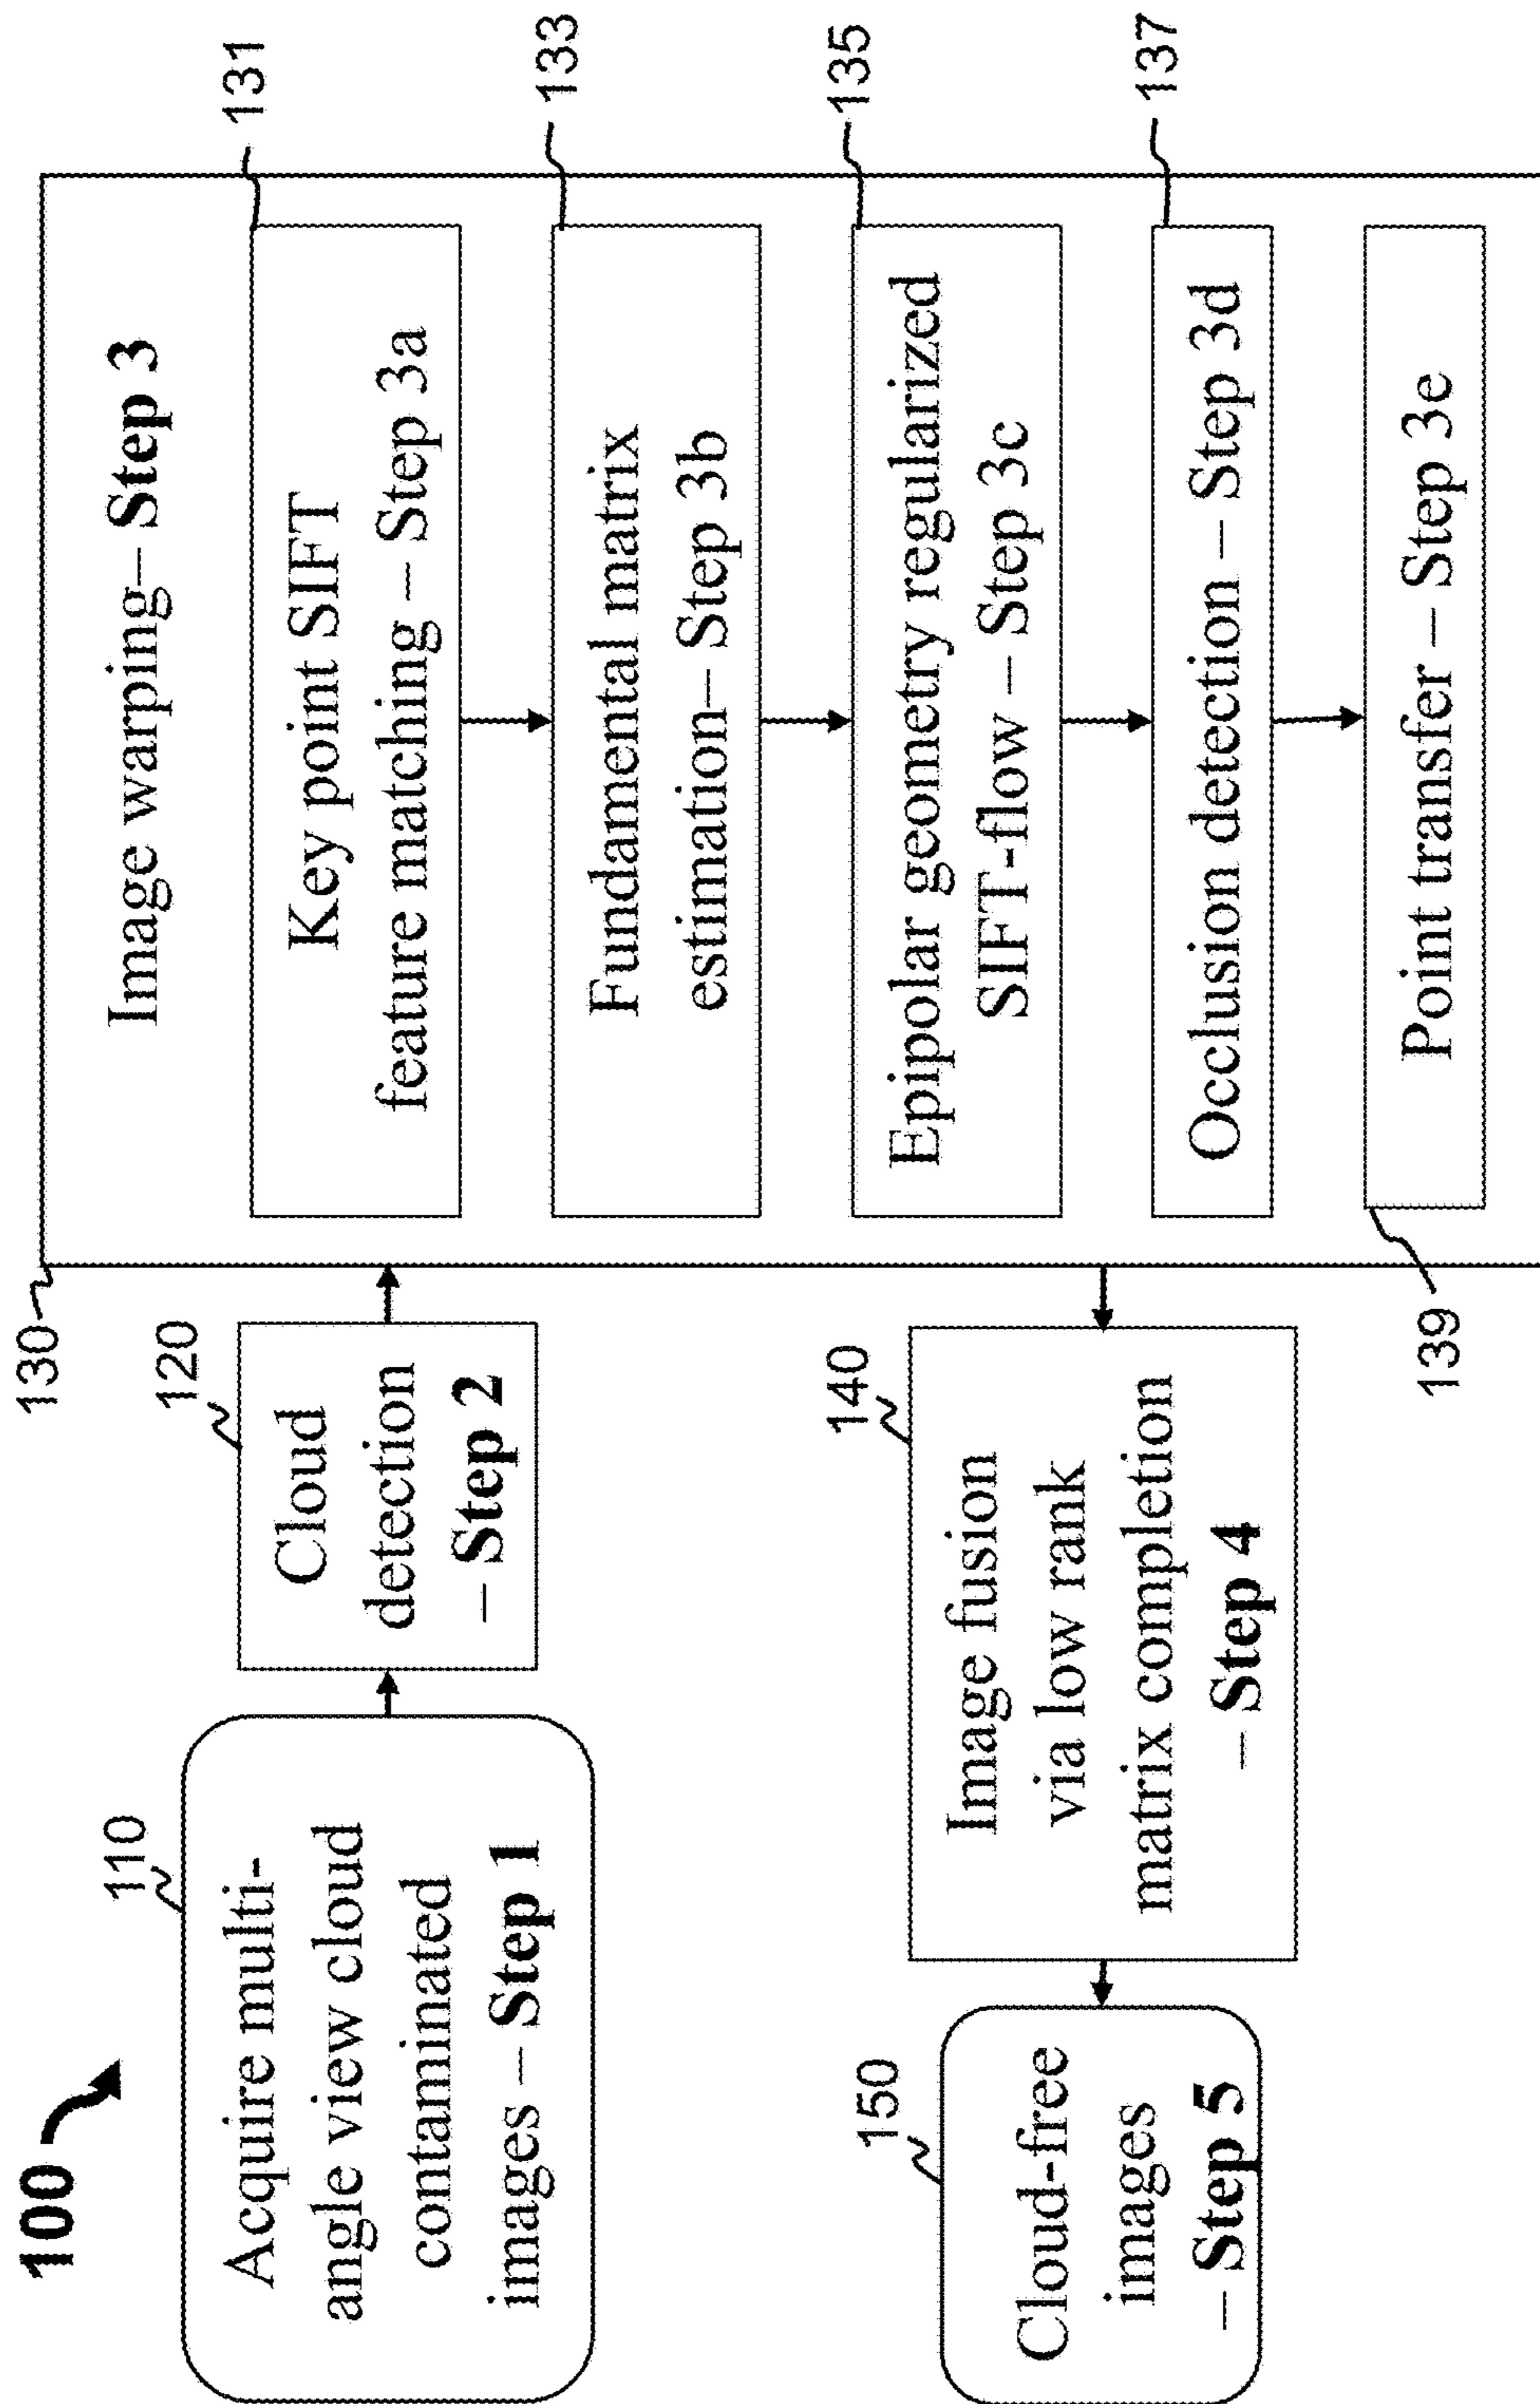 100
110
Acquire multi-
angle view cloud
contaminated
images – Step 1
120
Cloud
detection
– Step 2
130
Image warping– Step 3
131
Key point SIFT
feature matching – Step 3a
133
Fundamental matrix
estimation– Step 3b
135
Epipolar geometry regularized
SIFT-flow – Step 3c
137
Occlusion detection – Step 3d
139
Point transfer – Step 3e
140
Image fusion
via low rank
matrix completion
– Step 4
150
Cloud-free
images
– Step 5